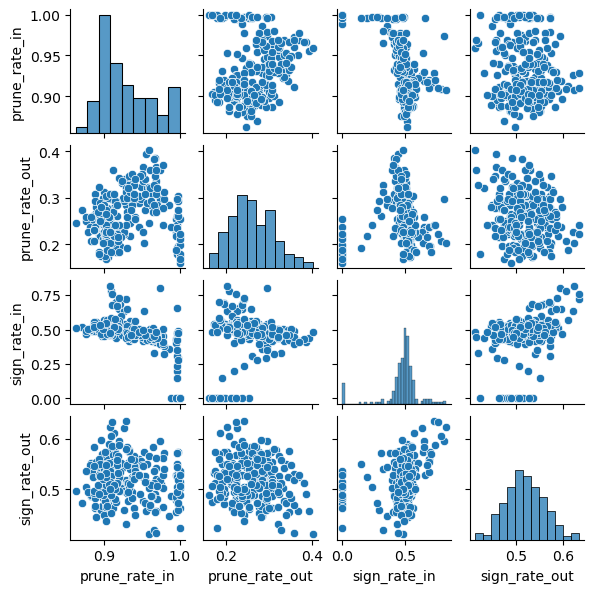 1.00
0.95
0.90
prune_rate_in
0.4
0.3
0.2
prune_rate_out
0.75
0.50
0.25
0.00
sign_rate_in
0.6
0.5
sign_rate_out
0.9 1.0
prune_rate_in
0.2 0.4
prune_rate_out
0.0 0.5
sign_rate_in
0.5 0.6
sign_rate_out